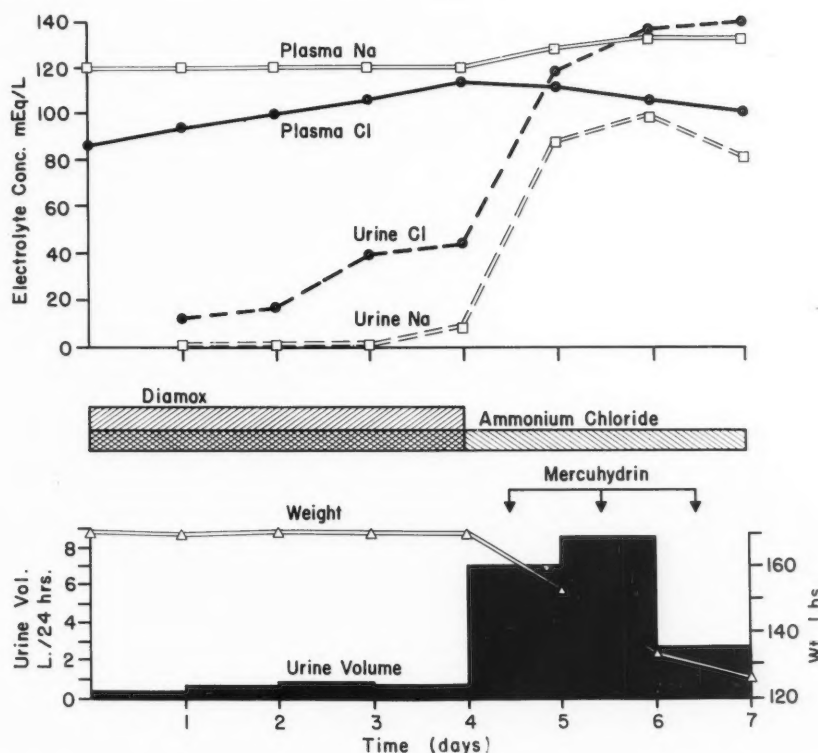 140
120
100
80
60
40
20
0
Electrolyte Conc. mEq/L
Plasma Na
Plasma Cl
Urine Cl
Urine Na
Diamox
Ammonium Chloride
Mercuhydrin
Weight
8
6
4
2
0
Urine Vol.
L./24 hrs.
Urine Volume
160
140
130
120
Wt. Lbs.
1 2 3 4 5 6 7
Time (days)